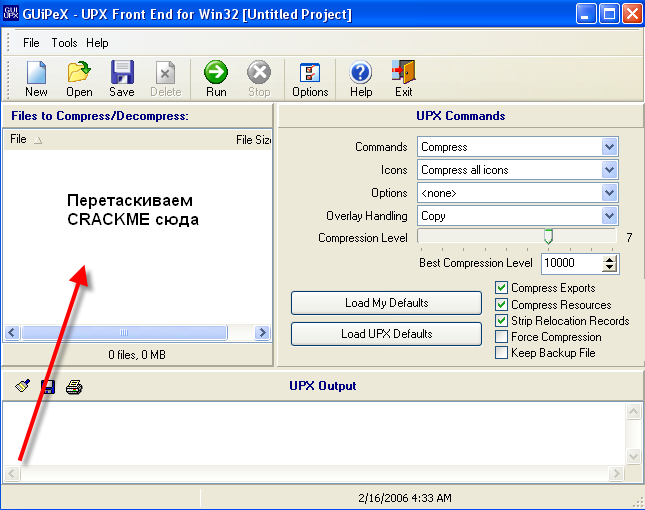 GUiPeX - UPX Front End for Win32 [Untitled Project]
File Tools Help
New Open Save Delete Run Stop Options Help Exit
Files to Compress/Decompress:
File File Siz
Перетаскиваем
CRACKME сюда
0 files, 0 MB
UPX Commands
Commands Compress
Icons Compress all icons
Options <none>
Overlay Handling Copy
Compression Level 7
Best Compression Level 10000
Load My Defaults
Load UPX Defaults
Compress Exports
Compress Resources
Strip Relocation Records
Force Compression
Keep Backup File
UPX Output
2/16/2006 4:33 AM